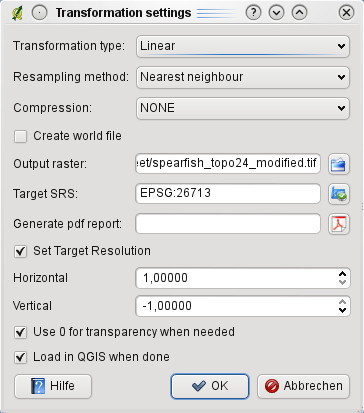 Transformation settings
Transformation type: Linear
Resampling method: Nearest neighbour
Compression: NONE
Create world file
Output raster: eet/spearfish_topo24_modified.tif
Target SRS: EPSG:26713
Generate pdf report:
Set Target Resolution
Horizontal 1,00000
Vertical -1,00000
Use 0 for transparency when needed
Load in QGIS when done
Hilfe OK Abbrechen